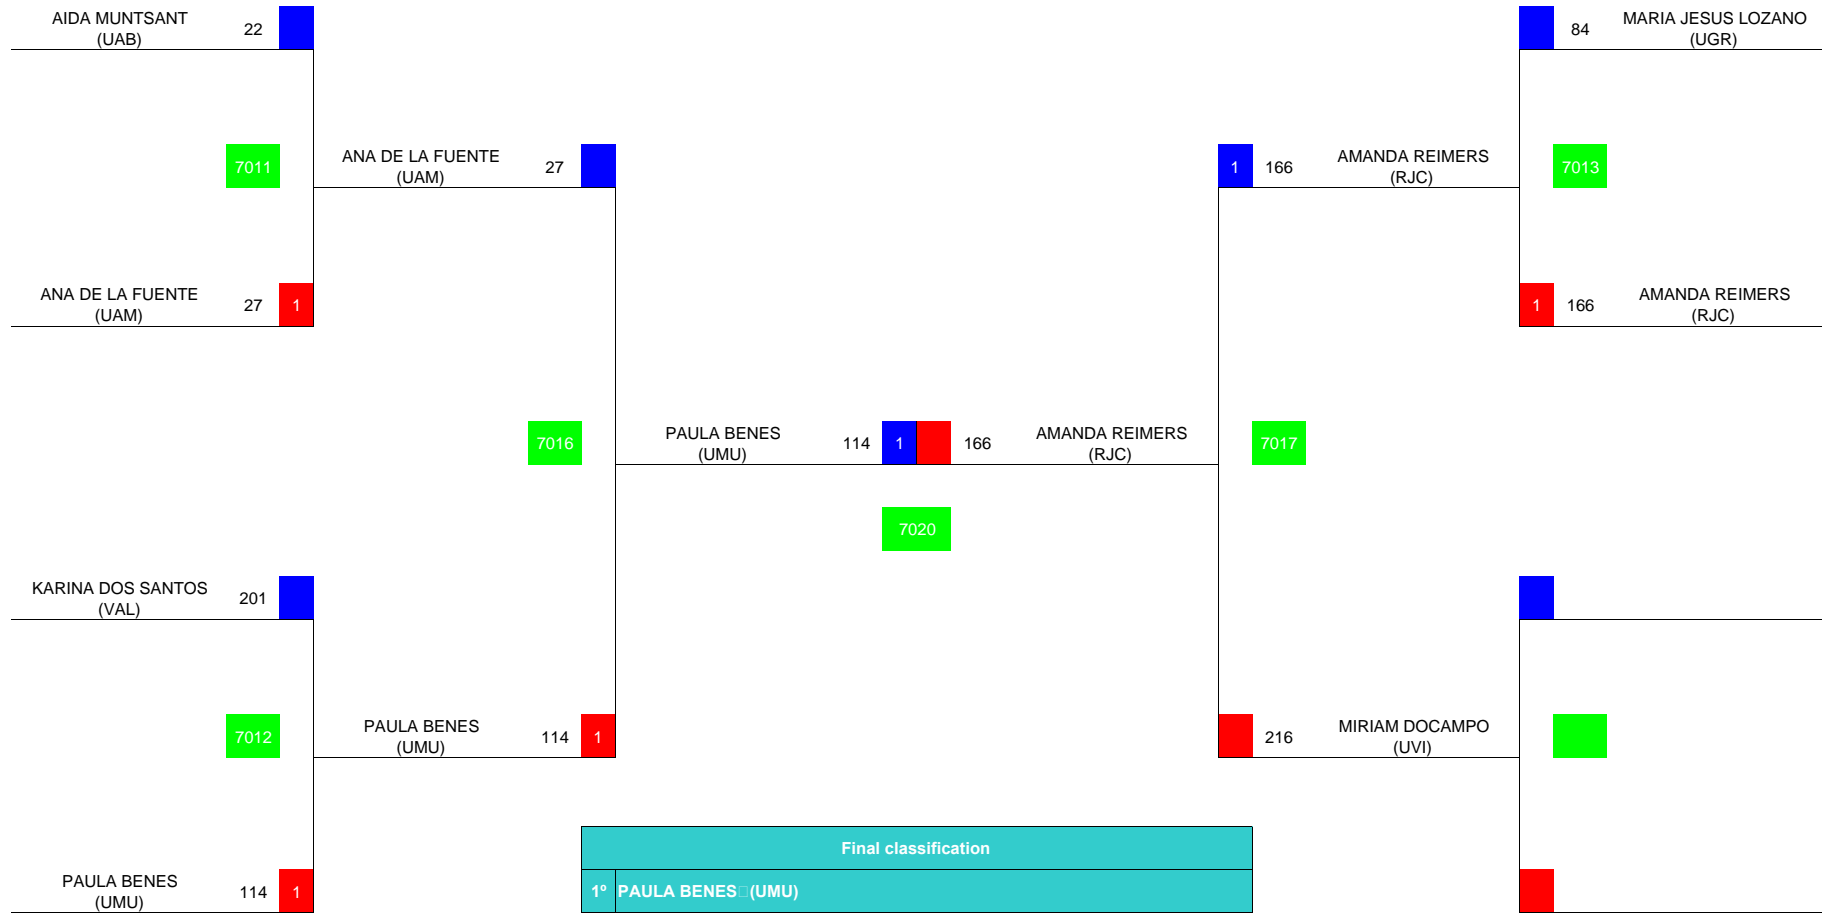 AIDA MUNTSANT
(UAB)
22
84
MARIA JESUS LOZANO
(UGR)
7011
ANA DE LA FUENTE
(UAM)
27
1
166
AMANDA REIMERS
(RJC)
7013
ANA DE LA FUENTE
(UAM)
27
1
1
166
AMANDA REIMERS
(RJC)
7016
PAULA BENES
(UMU)
114
1
166
AMANDA REIMERS
(RJC)
7017
7020
KARINA DOS SANTOS
(VAL)
201
7012
PAULA BENES
(UMU)
114
1
216
MIRIAM DOCAMPO
(UVI)
Final classification
PAULA BENES
(UMU)
114
1
1º PAULA BENES (UMU)